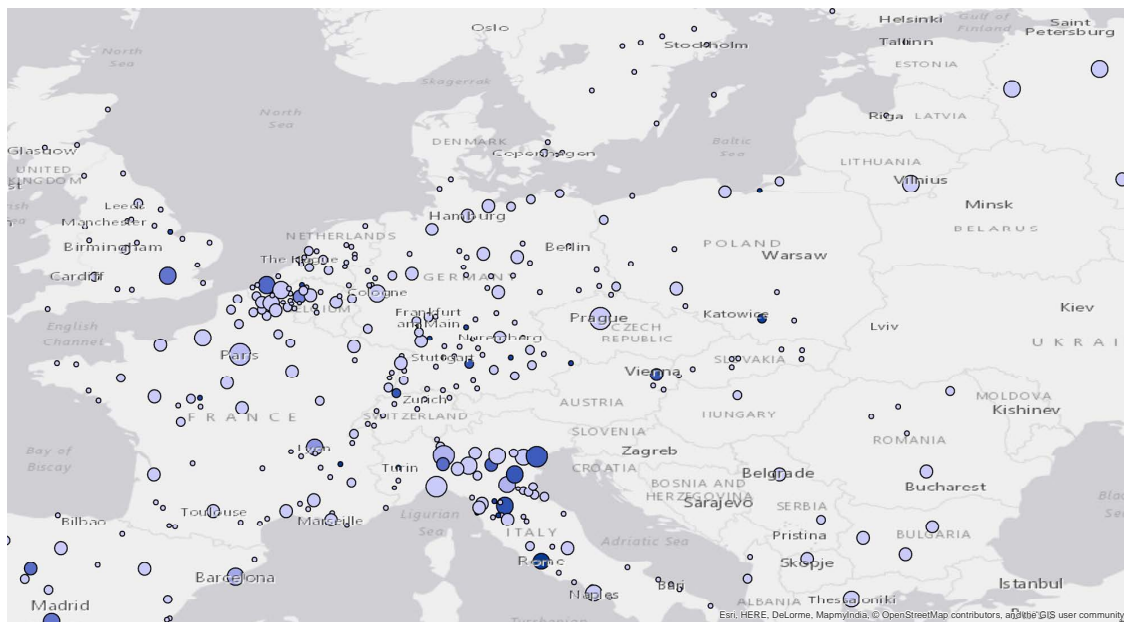 Oslo
Helsinki
Gulf of
Finland
Saint
Petersburg
Tallinn
Stockholm
North
Sea
ESTONIA
Skagerrak
North
Sea
Riga
LATVIA
Glasgow
DENMARK
Baltic
Sea
Copenhagen
UNITED
KINGDOM
LITHUANIA
Vilnius
Leeds
Minsk
Manchester
Hamburg
BELARUS
Birmingham
NETHERLANDS
Berlin
POLAND
Warsaw
The Hague
Cardiff
GERMANY
Cologne
Kiev
BELGIUM
Frankfurt
am Main
Prague
Katowice
Lviv
English
Channel
CZECH
REPUBLIC
Nuremberg
UKRAI
Paris
Stuttgart
SLOVAKIA
Vienna
MOLDOVA
Zurich
AUSTRIA
Kishinev
FRANCE
SWITZERLAND
HUNGARY
SLOVENIA
ROMANIA
Bay of
Biscay
Lyon
Zagreb
Turin
CROATIA
Belgrade
BOSNIA AND
HERZEGOVINA
Bucharest
Sarajevo
SERBIA
Bilbao
Toulouse
Marseille
Ligurian
Sea
ITALY
Adriatic Sea
Pristina
BULGARIA
Rome
Skopje
Barcelona
Bari
Istanbul
Naples
Madrid
ALBANIA
Thessaloniki
Esri, HERE, DeLorme, MapmyIndia, © OpenStreetMap contributors, and the GIS user community